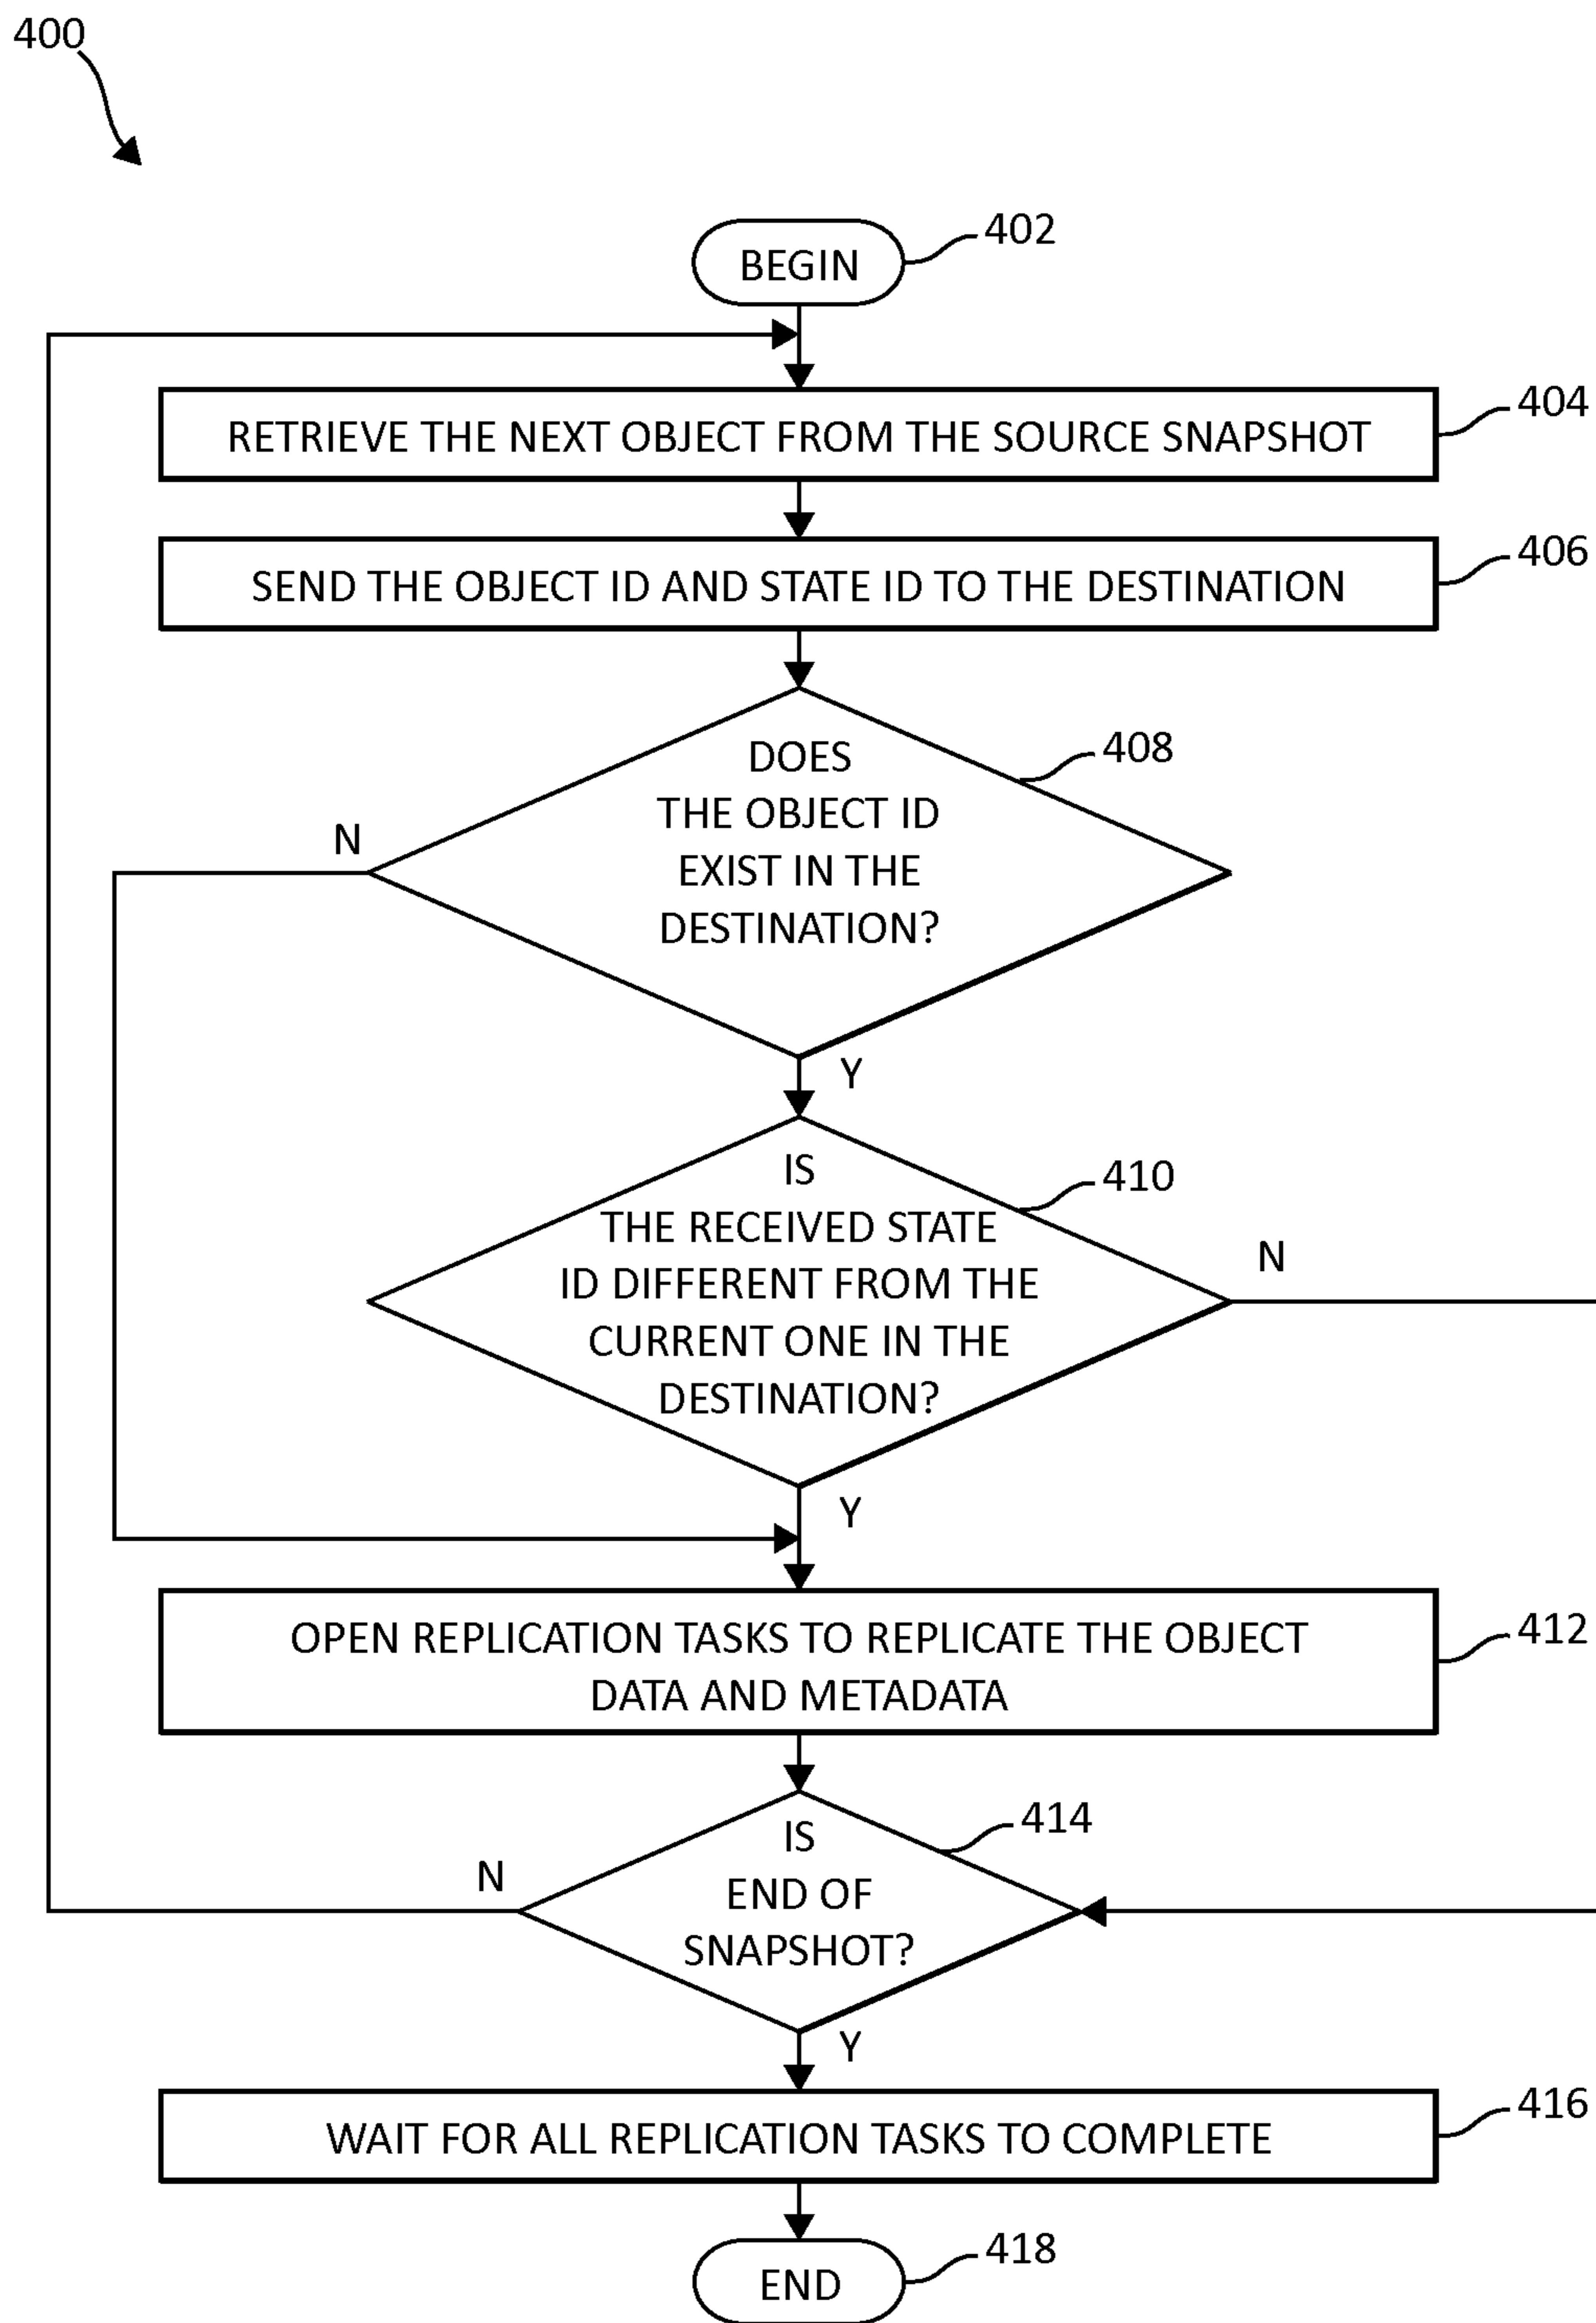 400
BEGIN
402
RETRIEVE THE NEXT OBJECT FROM THE SOURCE SNAPSHOT
404
SEND THE OBJECT ID AND STATE ID TO THE DESTINATION
406
DOES
THE OBJECT ID
EXIST IN THE
DESTINATION?
408
N
Y
IS
THE RECEIVED STATE
ID DIFFERENT FROM THE
CURRENT ONE IN THE
DESTINATION?
410
N
Y
OPEN REPLICATION TASKS TO REPLICATE THE OBJECT
DATA AND METADATA
412
IS
END OF
SNAPSHOT?
414
N
Y
WAIT FOR ALL REPLICATION TASKS TO COMPLETE
416
END
418